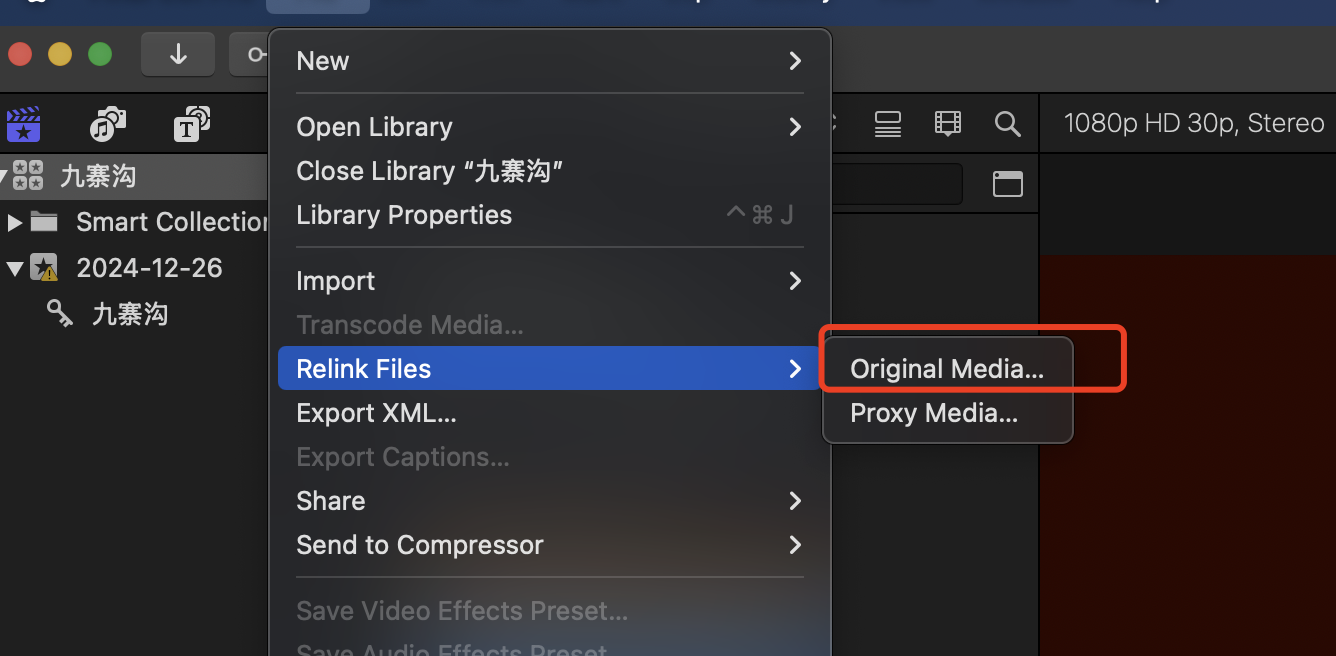 New
Open Library
Close Library “九寨沟”
Library Properties ^ ⌘ J
Import
Transcode Media...
Relink Files
Export XML...
Export Captions...
Share
Send to Compressor
Save Video Effects Preset...
Save Audio Effects Preset
Original Media...
Proxy Media...
九寨沟
Smart Collection
2024-12-26
九寨沟
1080p HD 30p, Stereo